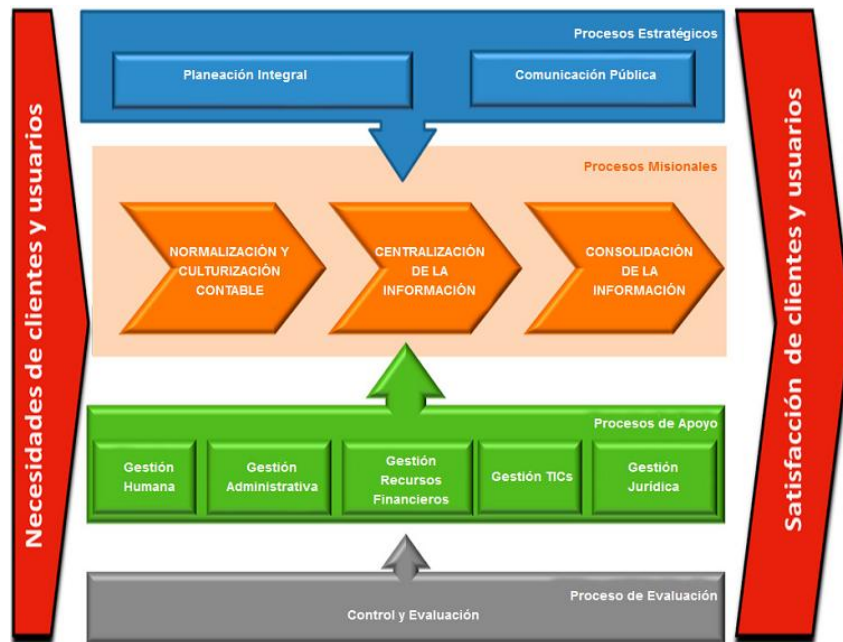 Necesidades de clientes y usuarios
Procesos Estratégicos
Planeación Integral
Comunicación Pública
Procesos Misionales
NORMALIZACIÓN Y
CULTURIZACIÓN
CONTABLE
CENTRALIZACIÓN
DE LA
INFORMACIÓN
CONSOLIDACIÓN
DE LA
INFORMACIÓN
Procesos de Apoyo
Gestión
Humana
Gestión
Administrativa
Gestión
Recursos
Financieros
Gestión TICs
Gestión
Jurídica
Proceso de Evaluación
Control y Evaluación
Satisfacción de clientes y usuarios